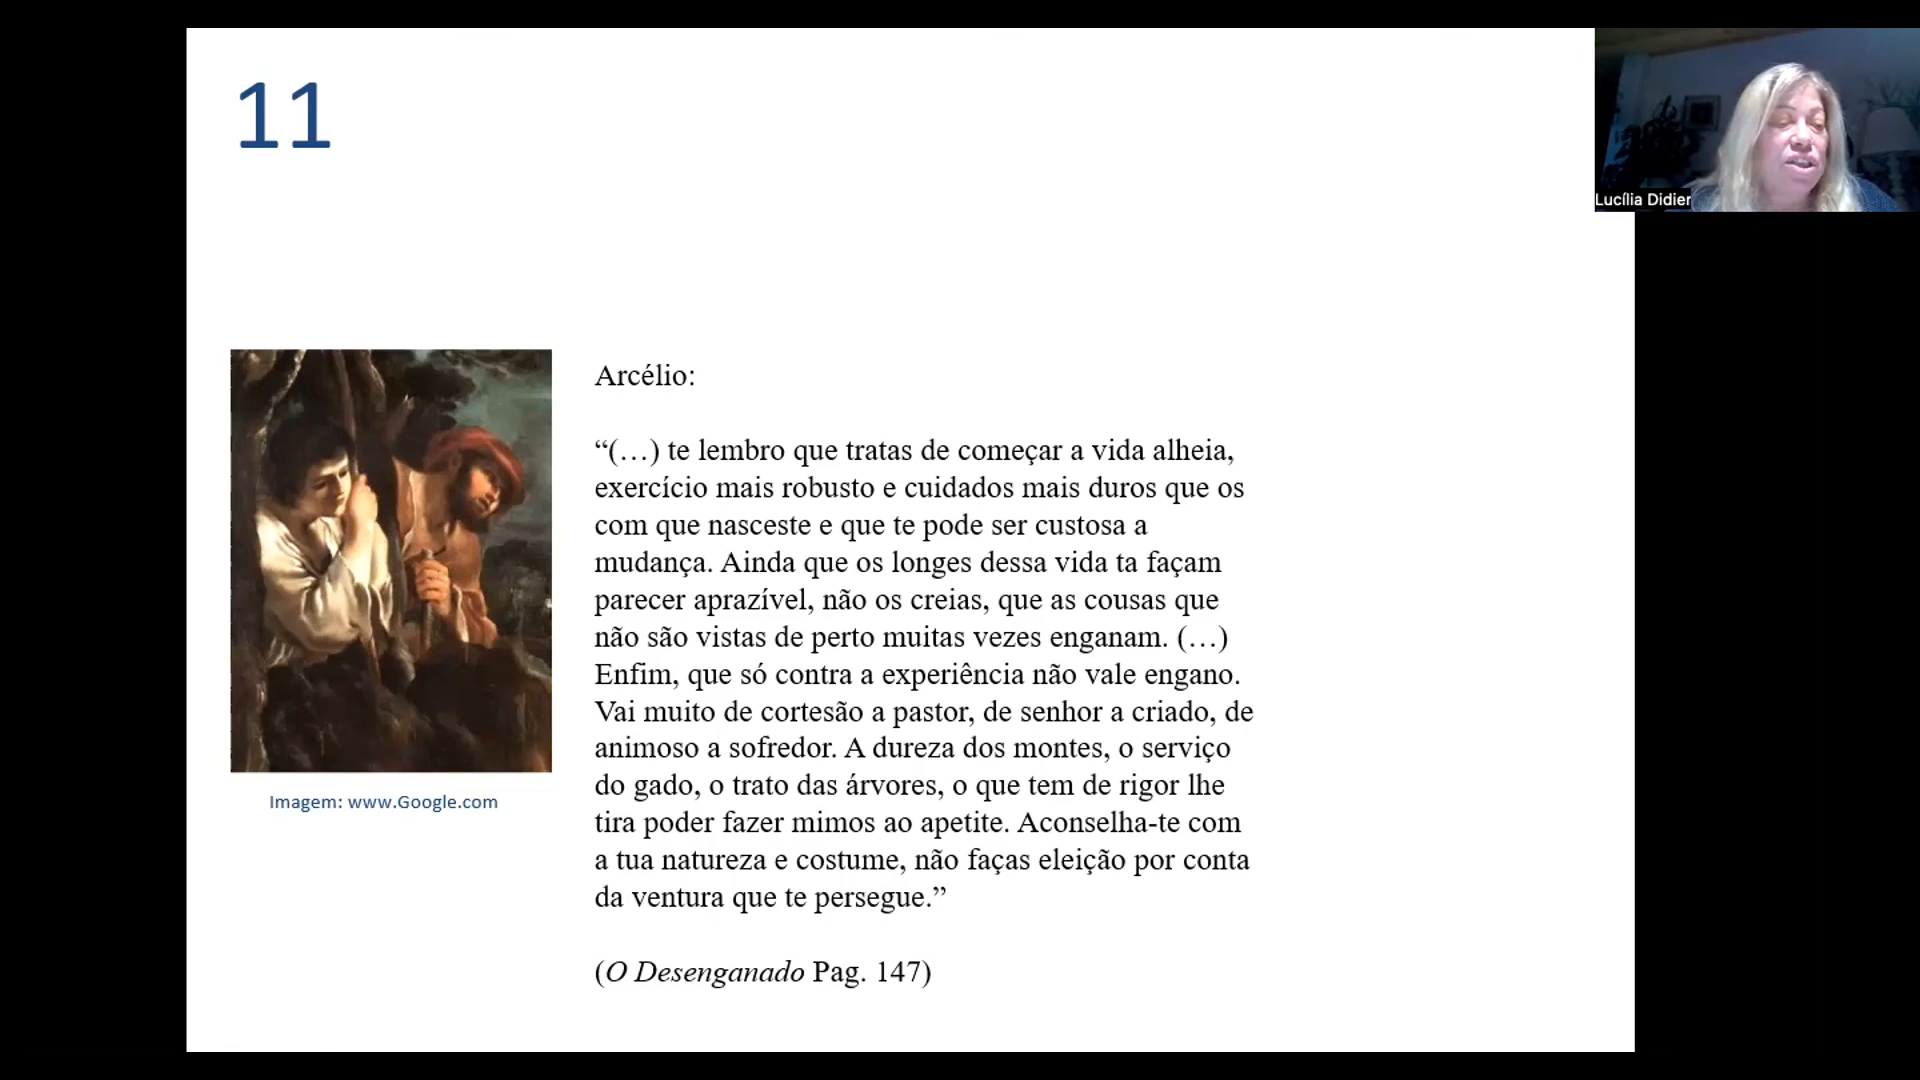 11
Lucília Didier
Arcélio:
“(…) te lembro que tratas de começar a vida alheia,
exercício mais robusto e cuidados mais duros que os
com que nasceste e que te pode ser custosa a
mudança. Ainda que os longes dessa vida ta façam
parecer aprazível, não os creias, que as cousas que
não são vistas de perto muitas vezes enganam. (…)
Enfim, que só contra a experiência não vale engano.
Vai muito de cortesão a pastor, de senhor a criado, de
animoso a sofredor. A dureza dos montes, o serviço
do gado, o trato das árvores, o que tem de rigor lhe
tira poder fazer mimos ao apetite. Aconselha-te com
a tua natureza e costume, não faças eleição por conta
da ventura que te persegue.”
(O Desenganado Pag. 147)
Imagem: www.Google.com